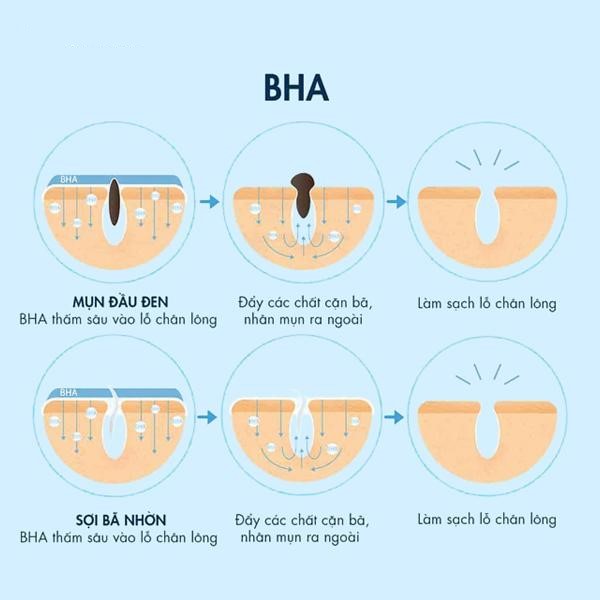 BHA
BHA
MỤN ĐẦU ĐEN
BHA thấm sâu vào lỗ chân lông
Đẩy các chất cặn bã,
nhân mụn ra ngoài
Làm sạch lỗ chân lông
BHA
SỢI BÃ NHỜN
BHA thấm sâu vào lỗ chân lông
Đẩy các chất cặn bã,
nhân mụn ra ngoài
Làm sạch lỗ chân lông